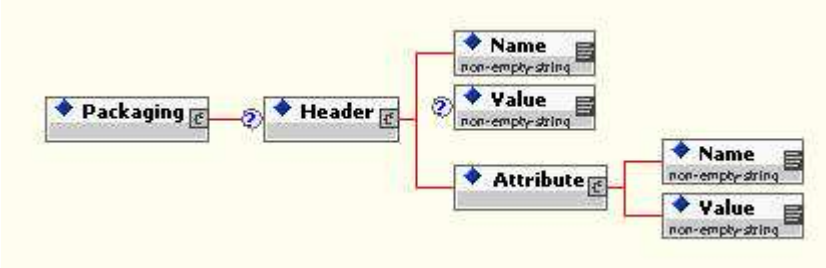 Name
non-empty-string
? Value
non-empty-string
Packaging
? Header
Attribute
Name
non-empty-string
Value
non-empty-string